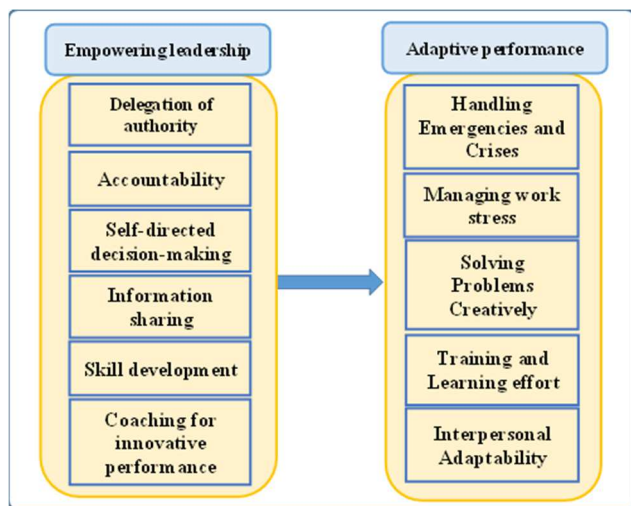 Empowering leadership
Delegation of
authority
Accountability
Self-directed
decision-making
Information
sharing
Skill development
Coaching for
innovative
performance
Adaptive performance
Handling
Emergencies and
Crises
Managing work
stress
Solving
Problems
Creatively
Training and
Learning effort
Interpersonal
Adaptability